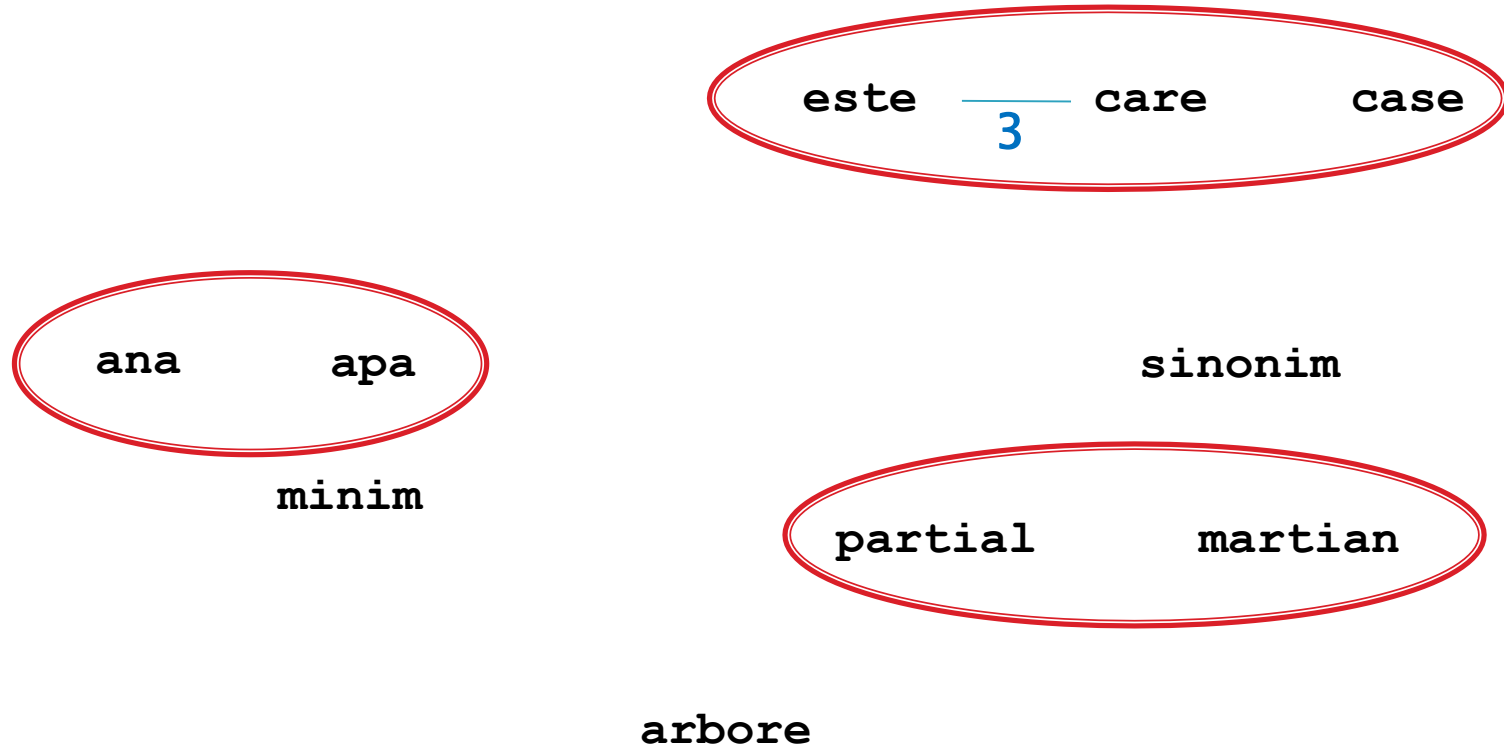 este care case
3
ana apa sinonim
minim
partial martian
arbore